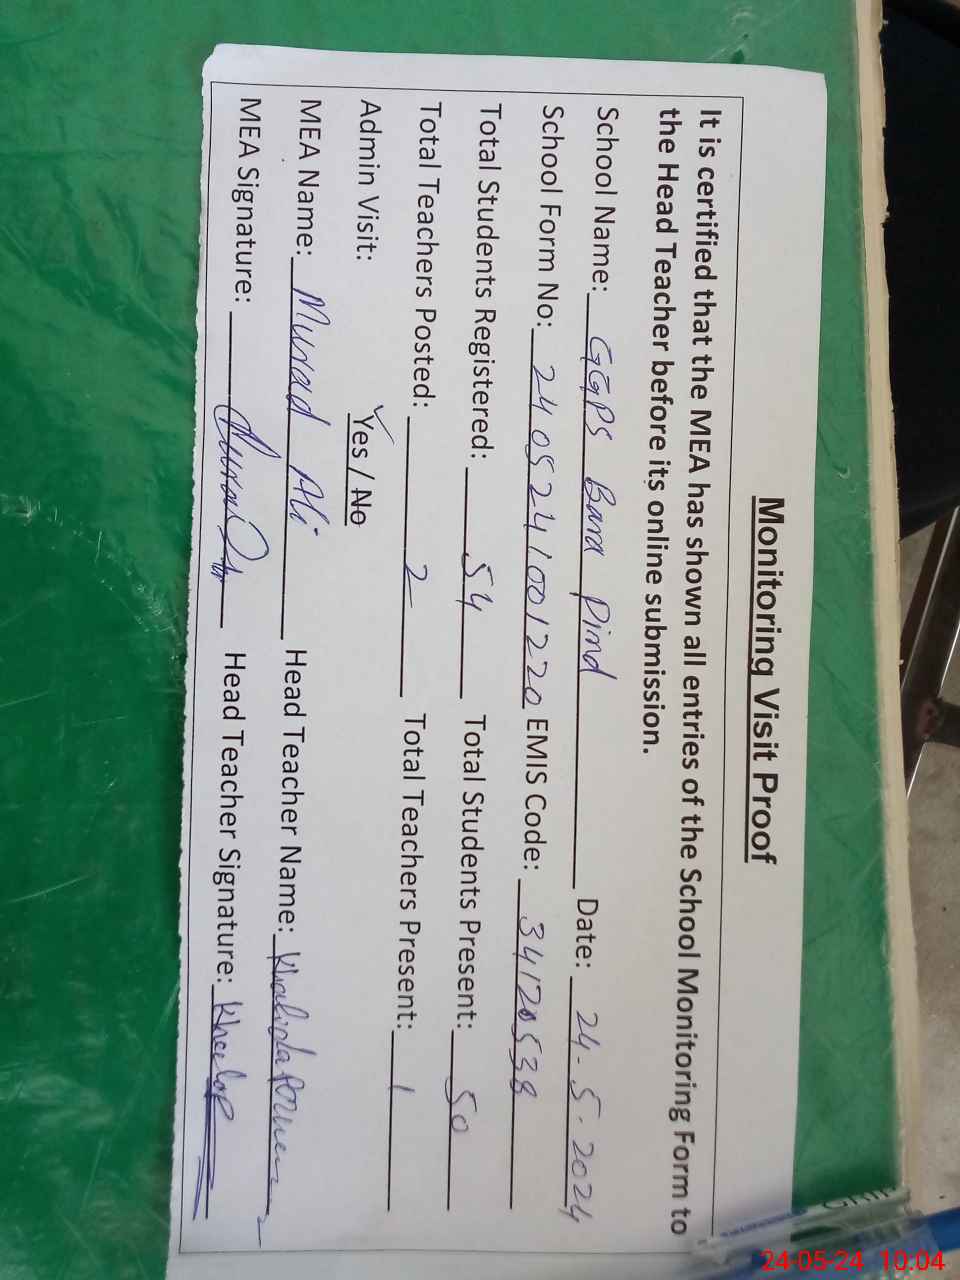 Monitoring Visit Proof
It is certified that the MEA has shown all entries of the School Monitoring Form to
the Head Teacher before its online submission.
School Name: GGPS Bara Pind Date: 24-5-2024
School Form No: 2405241001220 EMIS Code: 34120538
Total Students Registered: 54 Total Students Present: 50
Total Teachers Posted: 2 Total Teachers Present: 1
Admin Visit: ✓Yes / No
MEA Name: Murad Ali Head Teacher Name:
MEA Signature: Head Teacher Signature:
24-05-24 10:04